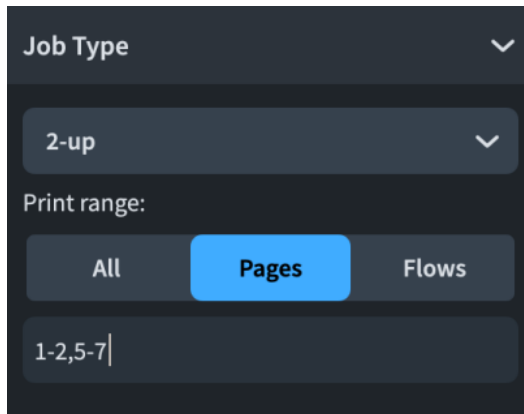 Job Type
2-up
Print range:
All Pages Flows
1-2,5-7